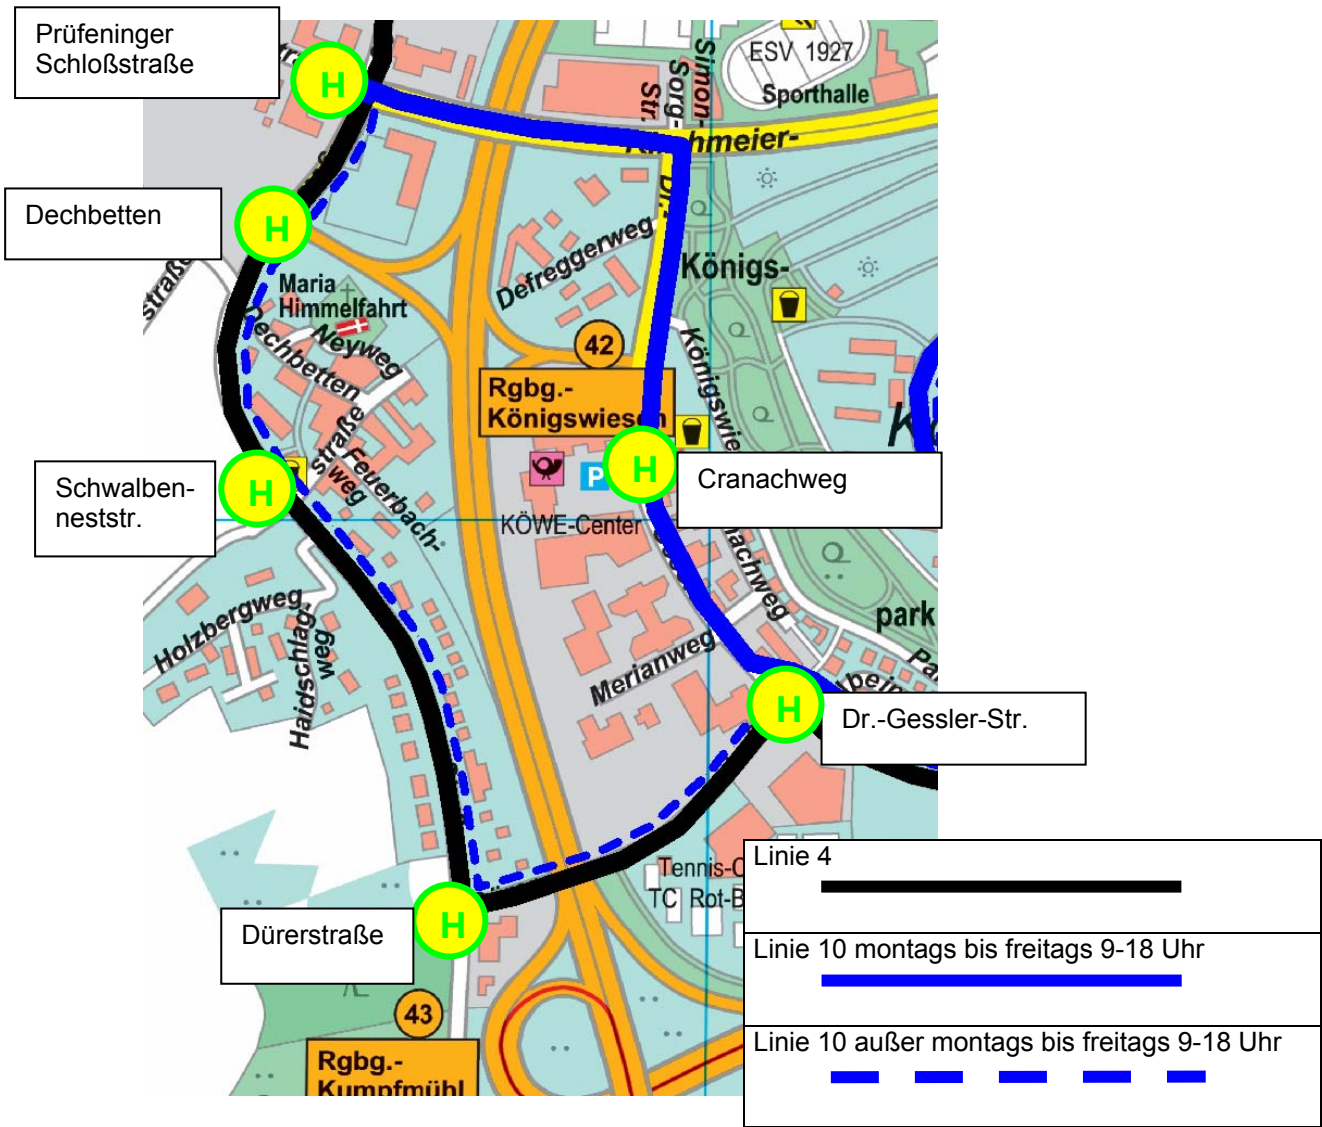 Prüfeninger
Schloßstraße
H
ESV 1927
Sporthalle
Simon-
Sorg-
Str.
hmeier-
Dr.-
Dechbetten
H
straße
Maria
Himmelfahrt
Defreggerweg
Königs-
Neyweg
Dechbetten
42
Rgbg.-
Königswiesen
straße
Feuerbach-
weg
Schwalben-
neststr.
H
P
H
Cranachweg
KÖWE-Center
nachweg
park
Holzbergweg
Haidschlag-
weg
Merianweg
H
Dr.-Gessler-Str.
Tennis-C
TC Rot-B
Dürerstraße
H
43
Rgbg.-
Kumpfmühl
Linie 4
Linie 10 montags bis freitags 9-18 Uhr
Linie 10 außer montags bis freitags 9-18 Uhr